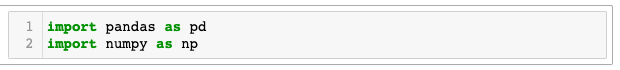 1 import pandas as pd
2 import numpy as np